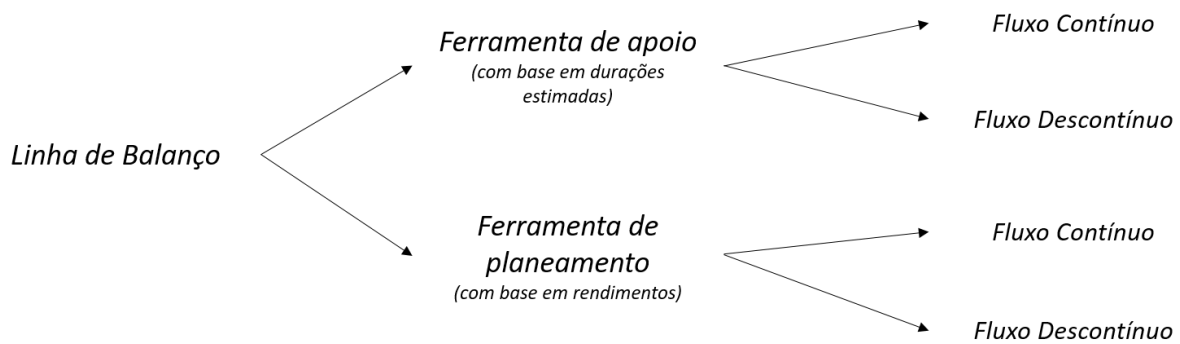 Linha de Balanço
Ferramenta de apoio
(com base em durações
estimadas)
Fluxo Contínuo
Fluxo Descontínuo
Ferramenta de
planeamento
(com base em rendimentos)
Fluxo Contínuo
Fluxo Descontínuo